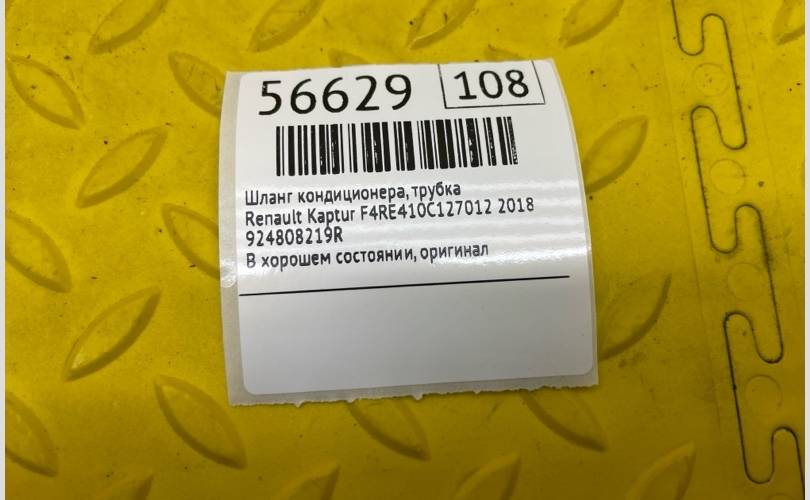 56629 108
Шланг кондиционера, трубка
Renault Kaptur F4RE410C127012 2018
924808219R
В хорошем состоянии, оригинал